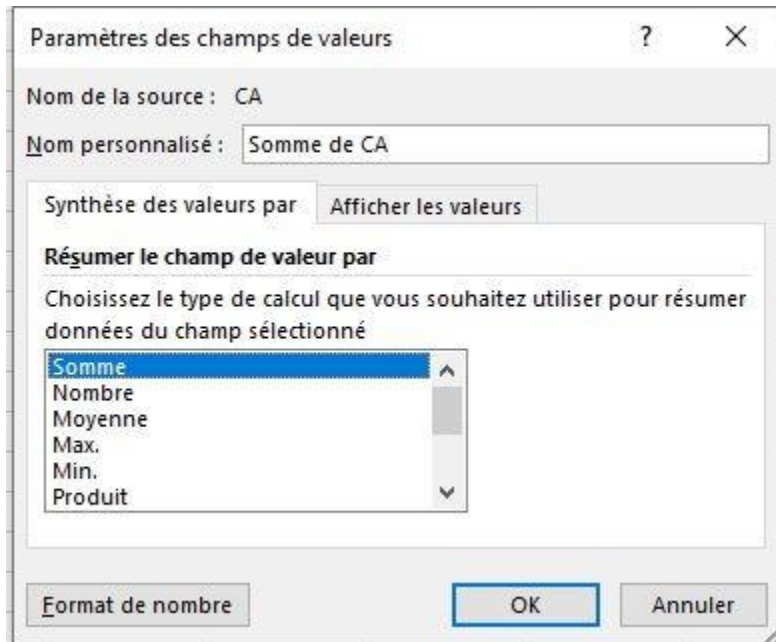 Paramètres des champs de valeurs ? ×
Nom de la source : CA
Nom personnalisé : Somme de CA
Synthèse des valeurs par Afficher les valeurs
Résumer le champ de valeur par
Choisissez le type de calcul que vous souhaitez utiliser pour résumer
données du champ sélectionné
Somme
Nombre
Moyenne
Max.
Min.
Produit
Format de nombre OK Annuler